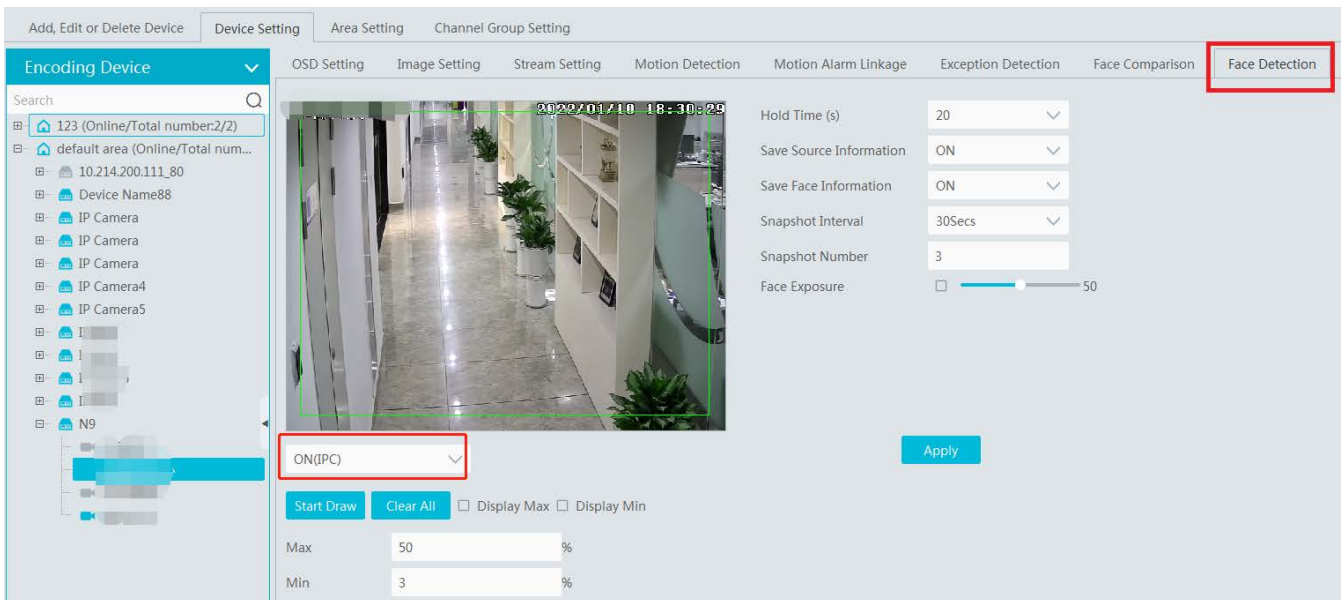 Add, Edit or Delete Device Device Setting Area Setting Channel Group Setting
Encoding Device
Search
123 (Online/Total number:2/2)
default area (Online/Total num...
10.214.200.111_80
Device Name88
IP Camera
IP Camera
IP Camera
IP Camera4
IP Camera5
N9
OSD Setting Image Setting Stream Setting Motion Detection Motion Alarm Linkage Exception Detection Face Comparison Face Detection
2022/01/10 18:30:29
ON(IPC)
Start Draw Clear All Display Max Display Min
Max 50 %
Min 3 %
Hold Time (s) 20
Save Source Information ON
Save Face Information ON
Snapshot Interval 30Secs
Snapshot Number 3
Face Exposure 50
Apply